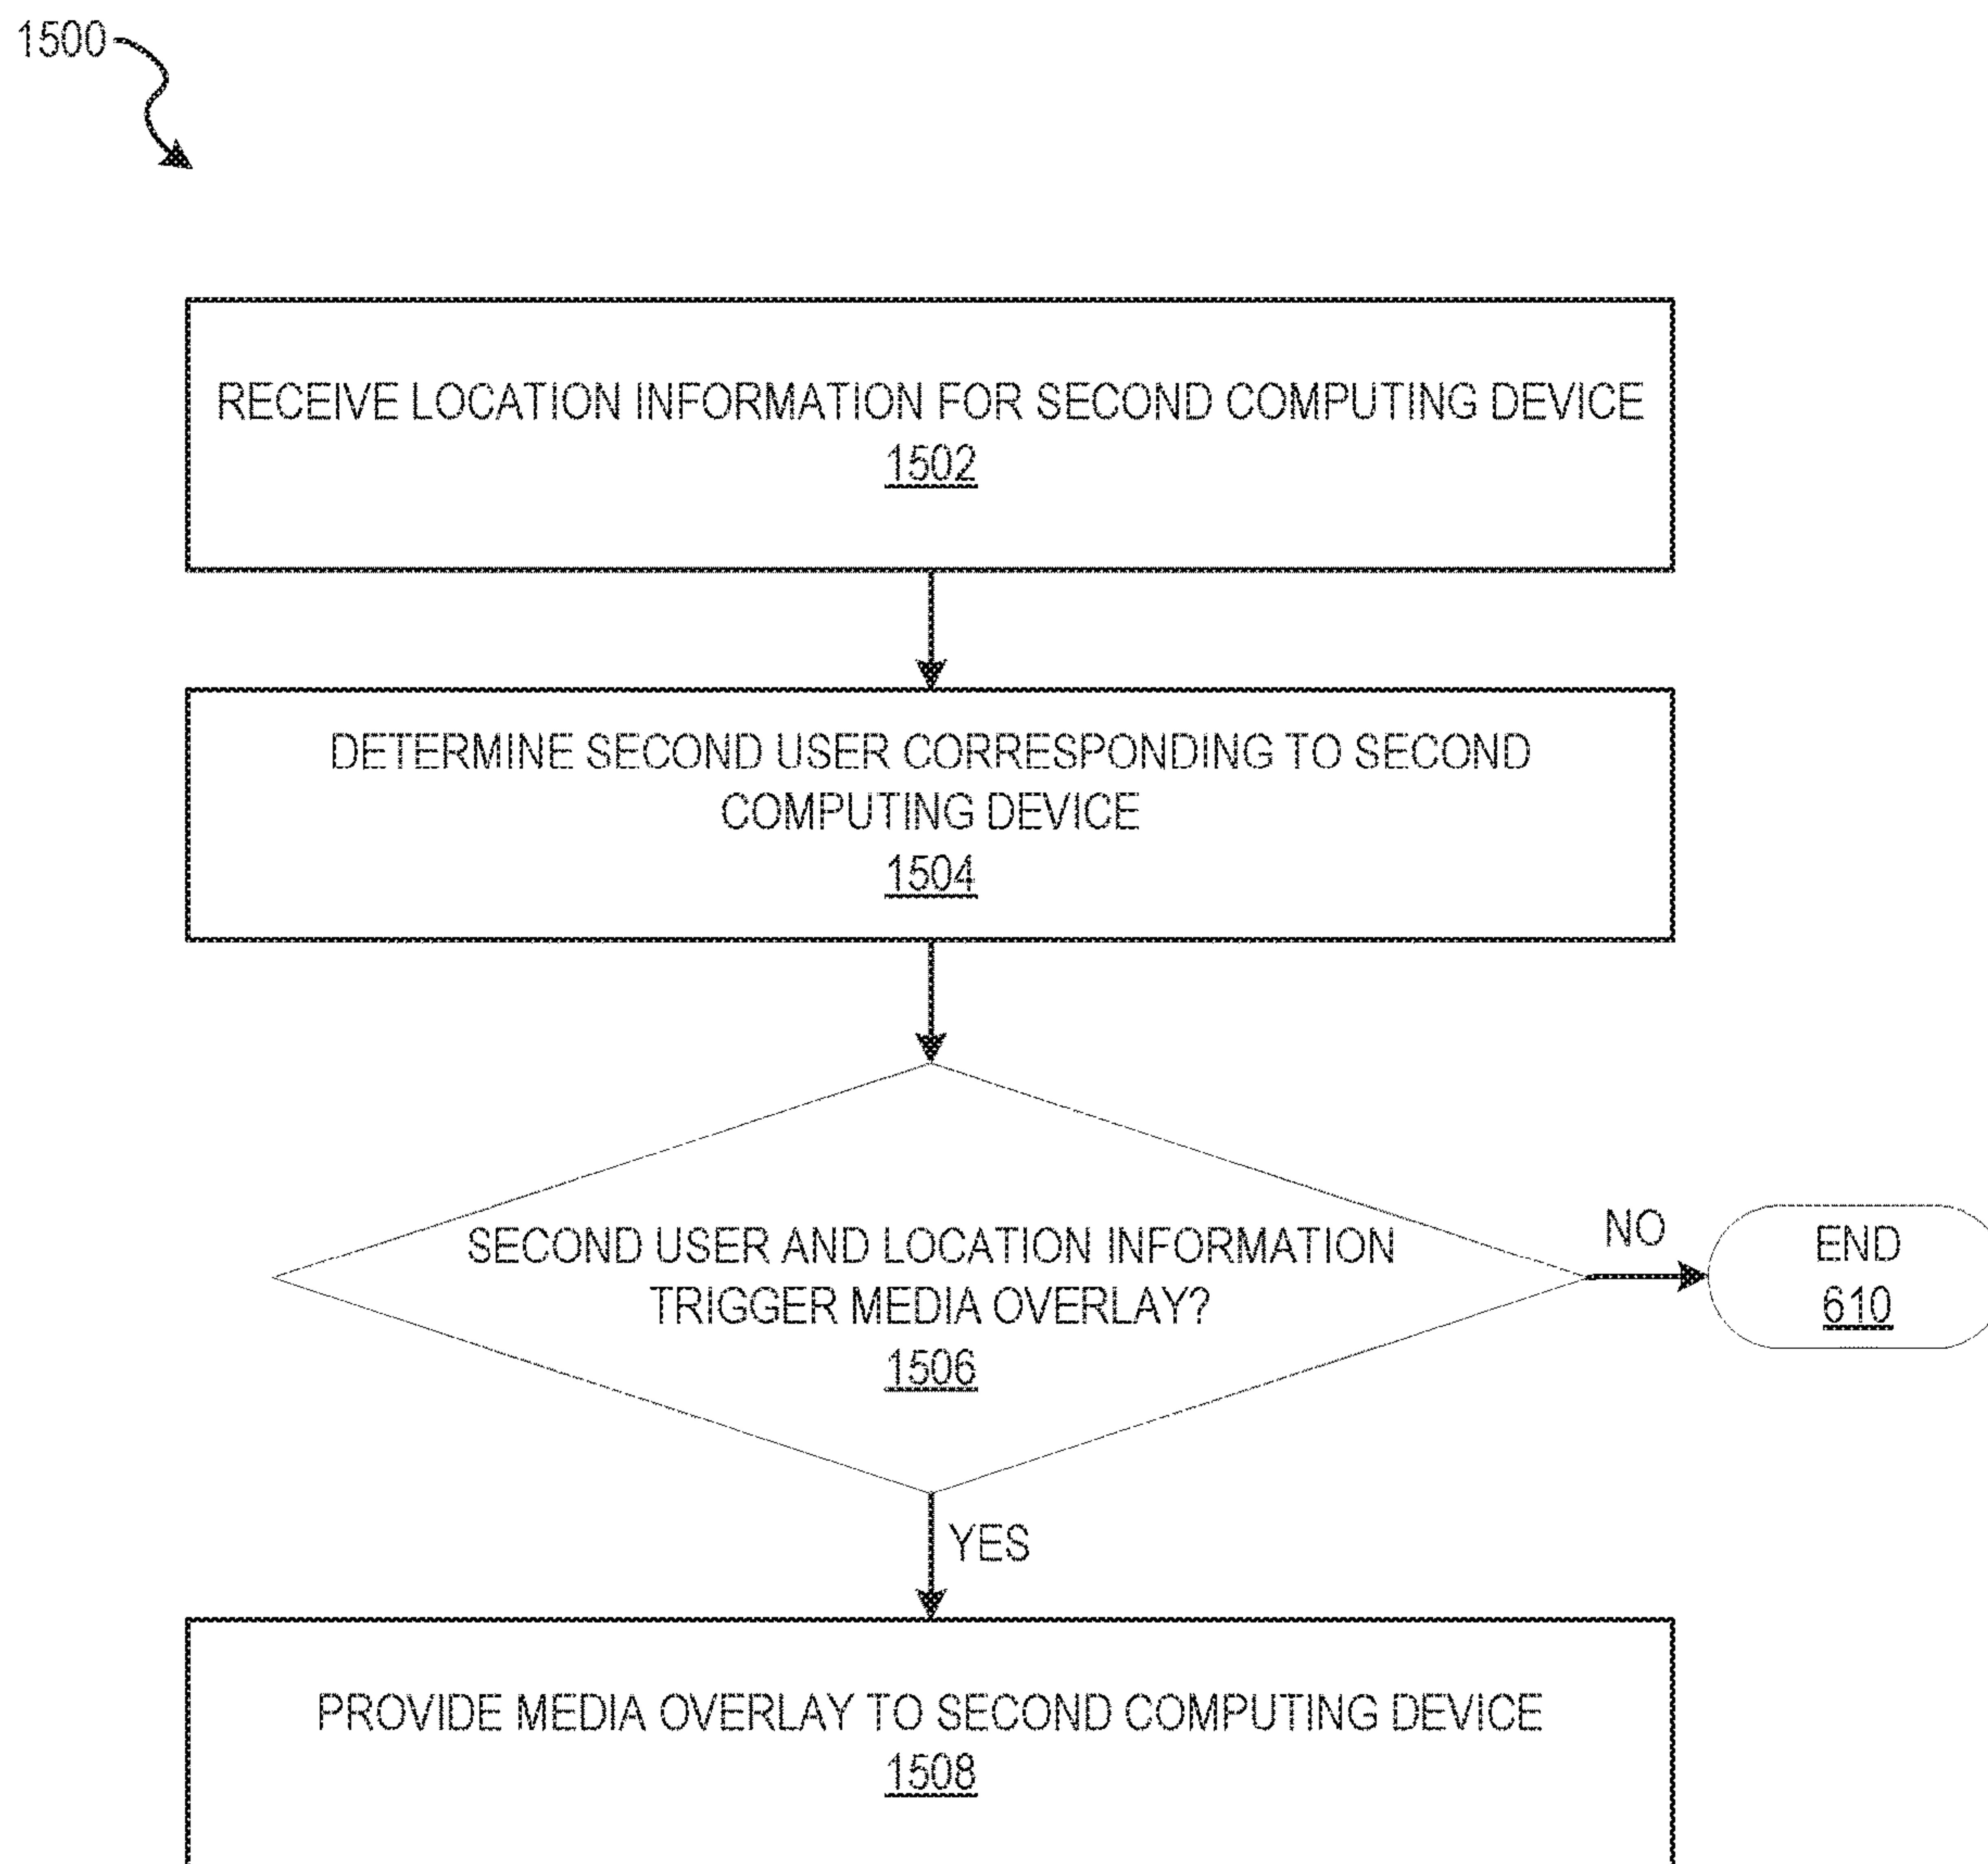 1500
RECEIVE LOCATION INFORMATION FOR SECOND COMPUTING DEVICE
1502
DETERMINE SECOND USER CORRESPONDING TO SECOND
COMPUTING DEVICE
1504
SECOND USER AND LOCATION INFORMATION
TRIGGER MEDIA OVERLAY?
1506
NO
END
610
YES
PROVIDE MEDIA OVERLAY TO SECOND COMPUTING DEVICE
1508